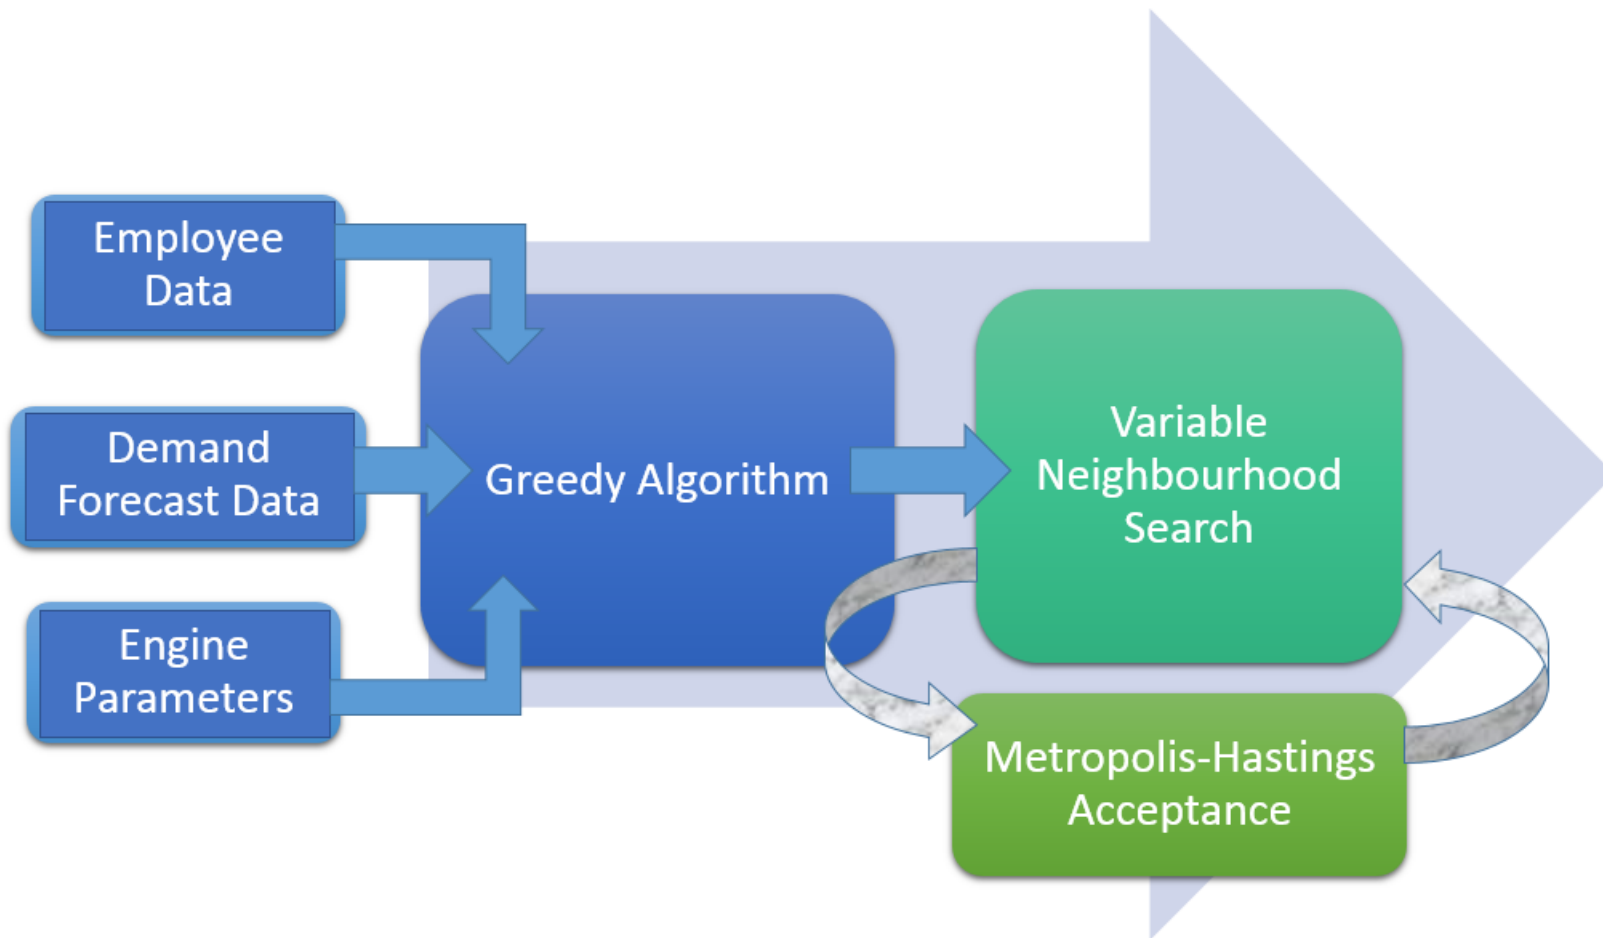 Employee
Data
Demand
Forecast Data
Engine
Parameters
Greedy Algorithm
Variable
Neighbourhood
Search
Metropolis-Hastings
Acceptance